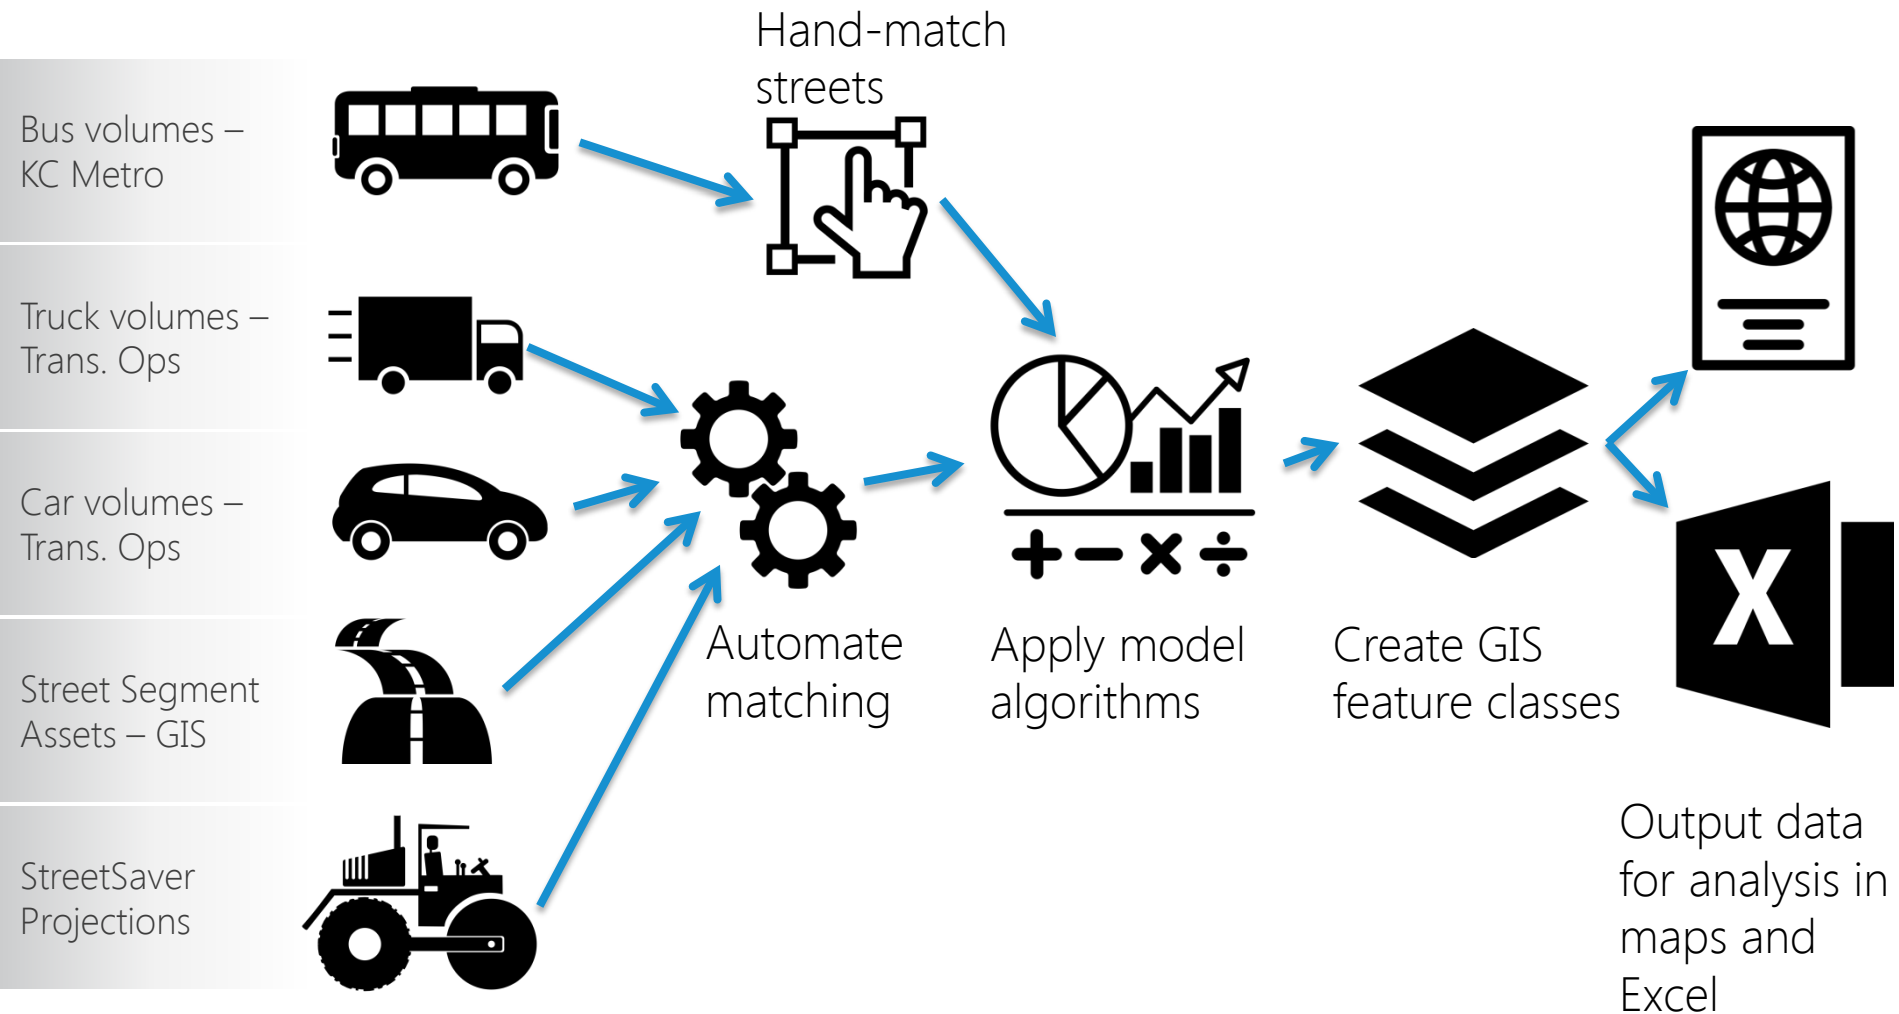 Hand-match
streets
Bus volumes –
KC Metro
Truck volumes –
Trans. Ops
Car volumes –
Trans. Ops
Street Segment
Assets – GIS
StreetSaver
Projections
Automate
matching
Apply model
algorithms
Create GIS
feature classes
X
Output data
for analysis in
maps and
Excel